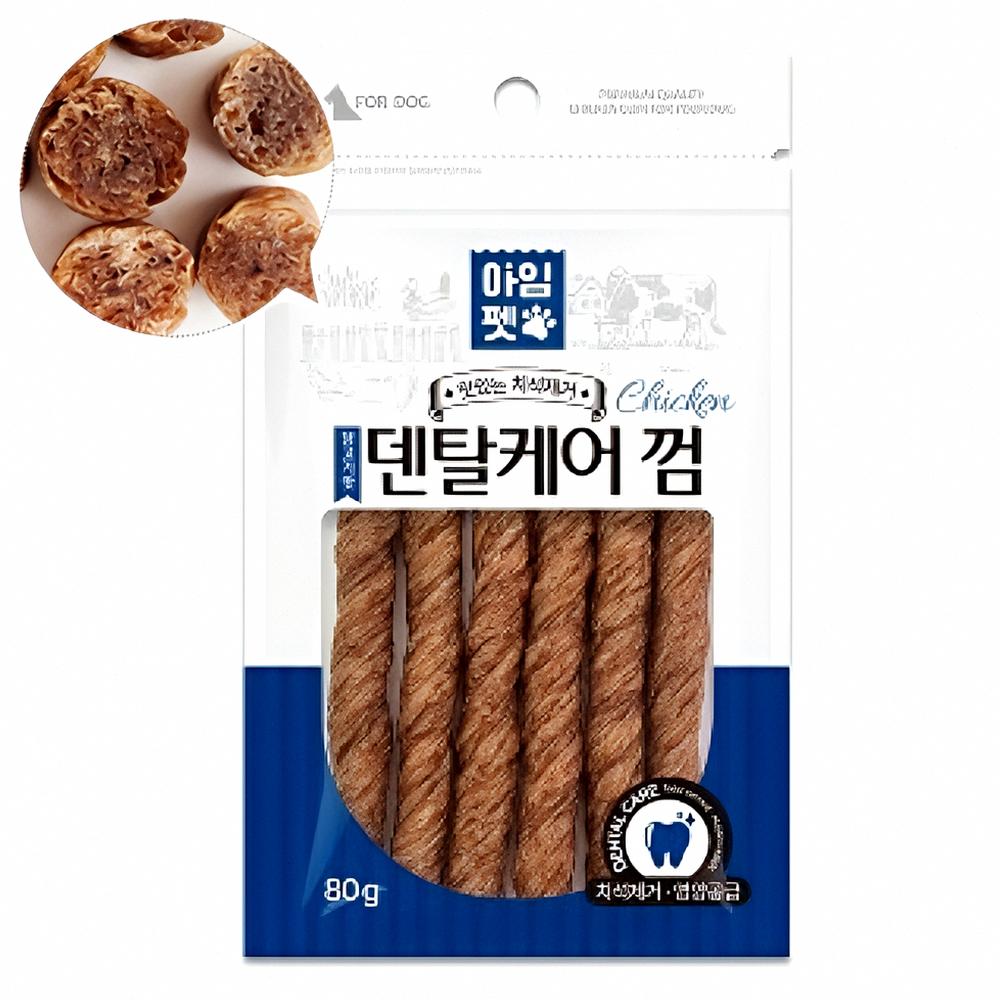 FOR DOG
아임
펫
맛있는 치석제거
Chicken
덴탈케어 껌
DENTAL CARE
80g
치석제거 · 영양공급